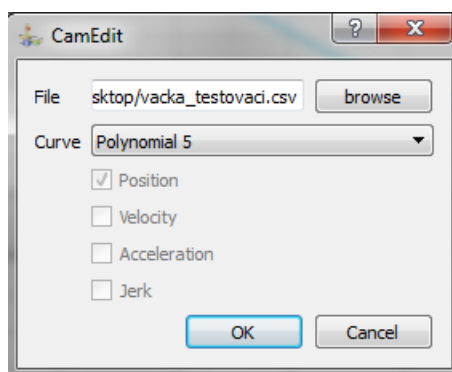 CamEdit
File sktop/vacka_testovaci.csv browse
Curve Polynomial 5
Position
Velocity
Acceleration
Jerk
OK Cancel